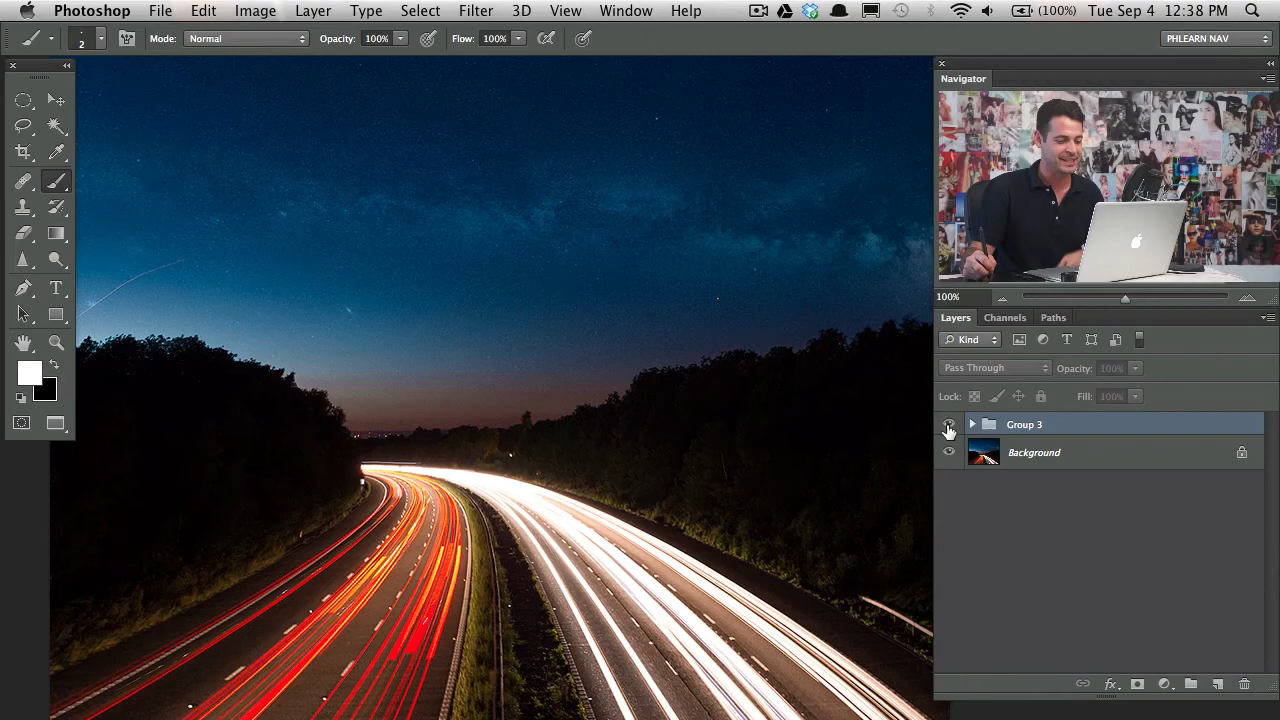 Photoshop File Edit Image Layer Type Select Filter 3D View Window Help (100%) Tue Sep 4 12:38 PM
2 Mode: Normal Opacity: 100% Flow: 100% PHLEARN NAV
Navigator
100%
Layers Channels Paths
Kind
Pass Through Opacity: 100%
Lock: Fill: 100%
Group 3
Background
fx